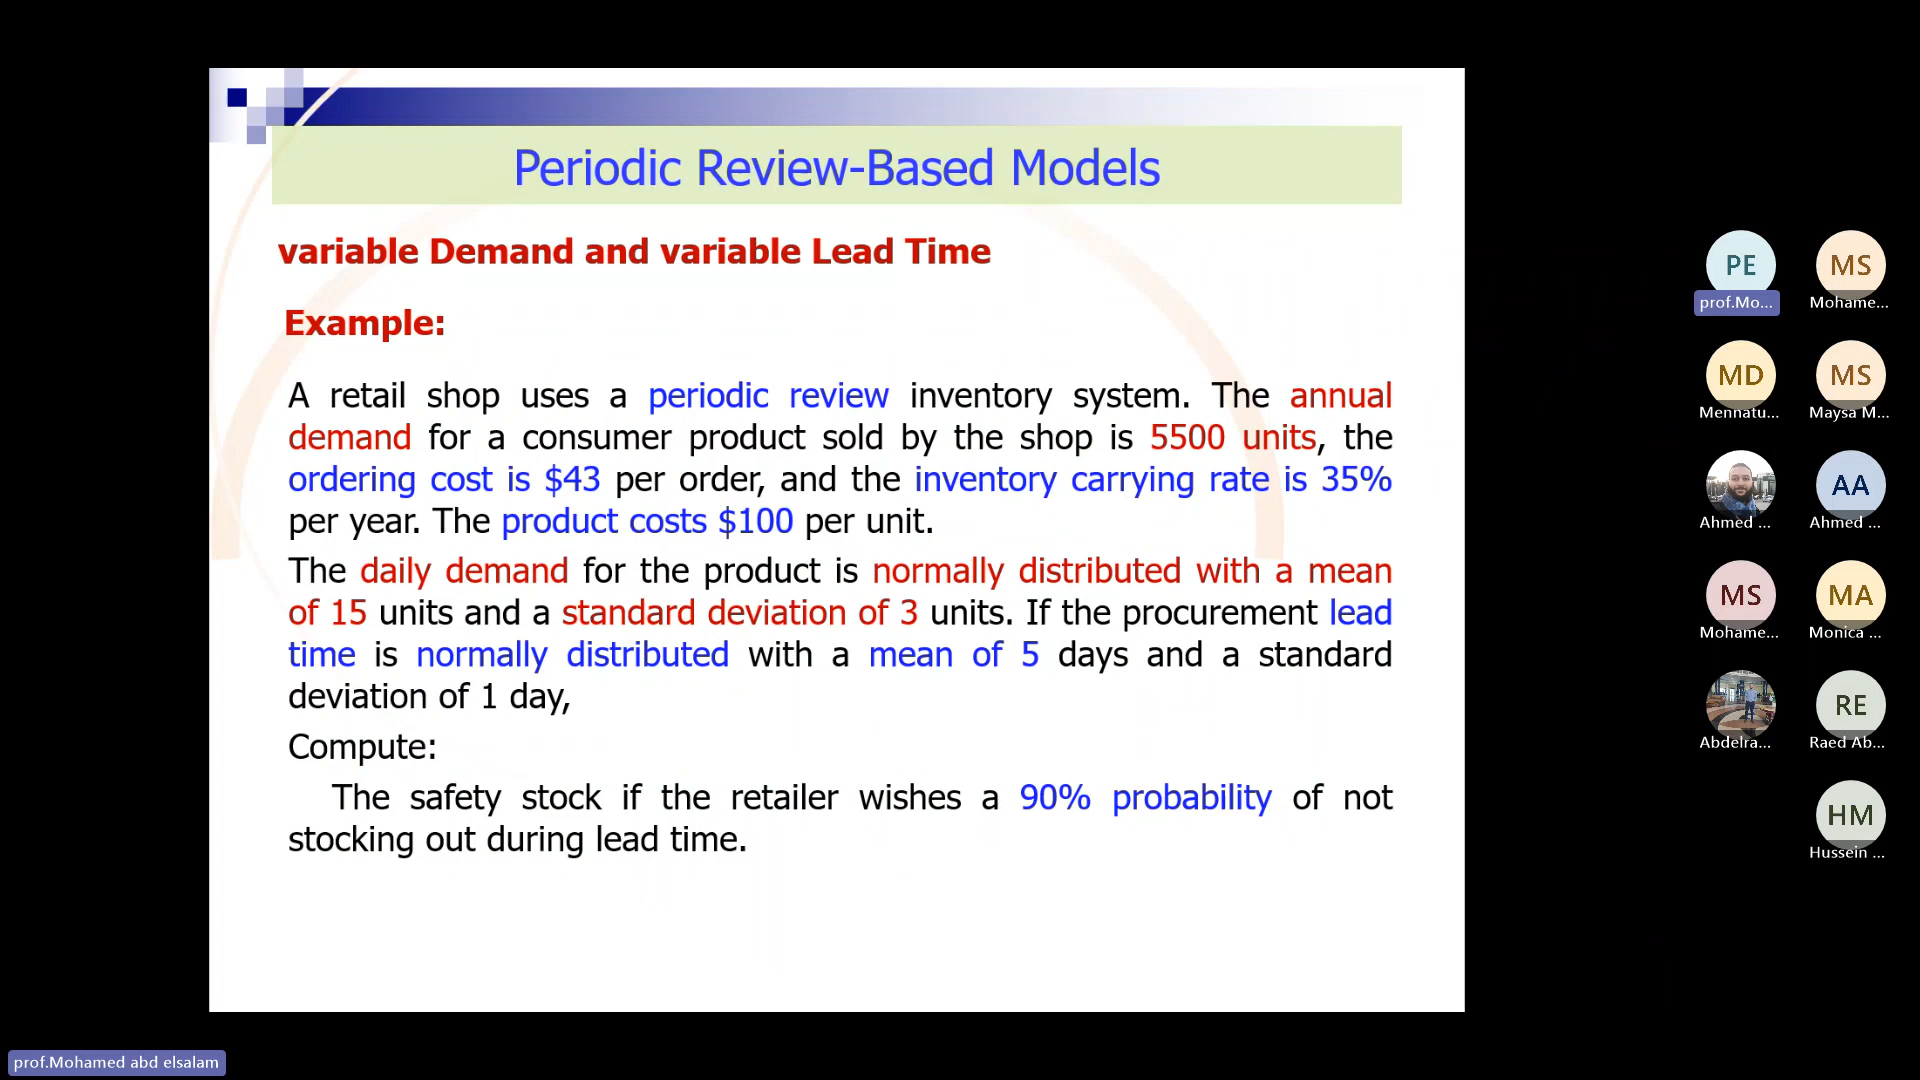 Periodic Review-Based Models
variable Demand and variable Lead Time
Example:
A retail shop uses a periodic review inventory system. The annual
demand for a consumer product sold by the shop is 5500 units, the
ordering cost is $43 per order, and the inventory carrying rate is 35%
per year. The product costs $100 per unit.
The daily demand for the product is normally distributed with a mean
of 15 units and a standard deviation of 3 units. If the procurement lead
time is normally distributed with a mean of 5 days and a standard
deviation of 1 day,
Compute:
The safety stock if the retailer wishes a 90% probability of not
stocking out during lead time.
PE
MS
prof.Mo...
Mohame...
MD
MS
Mennatu...
Maysa M...
AA
Ahmed ...
Ahmed ...
MS
MA
Mohame...
Monica ...
RE
Abdelra...
Raed Ab...
HM
Hussein ...
prof.Mohamed abd elsalam